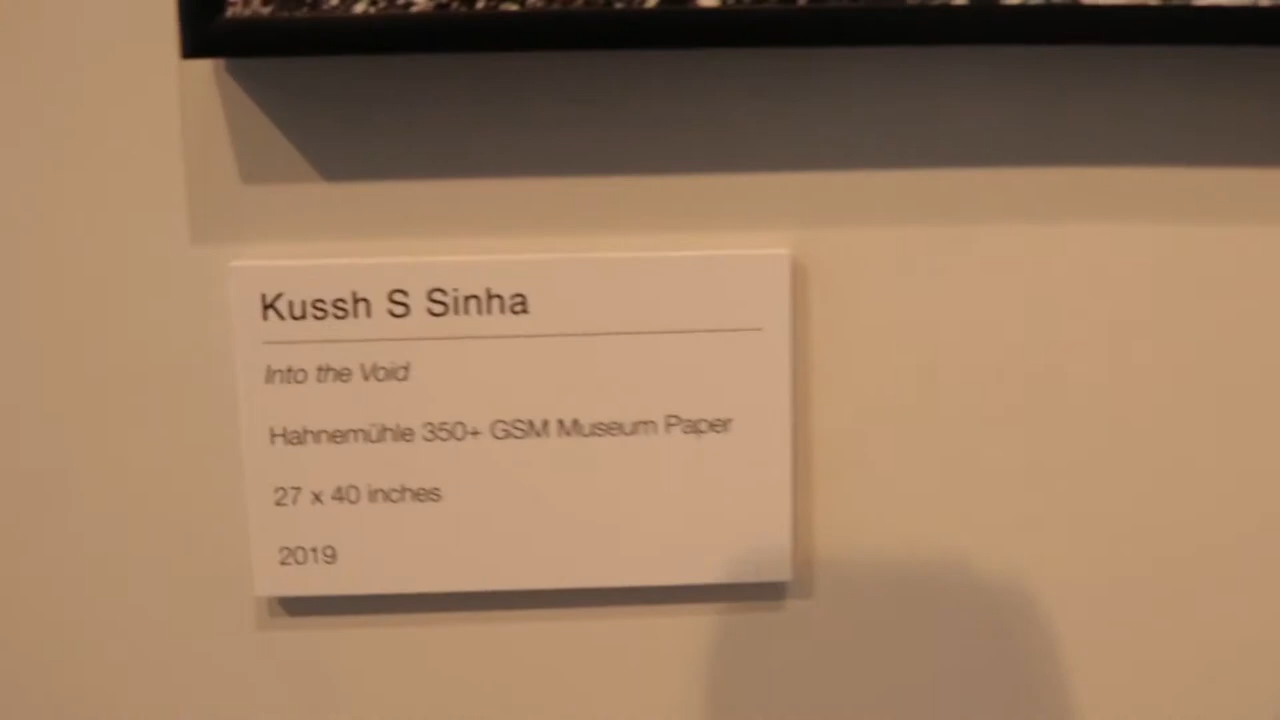 Kussh S Sinha
Into the Void
Hahnemühle 350+ GSM Museum Paper
27 x 40 inches
2019